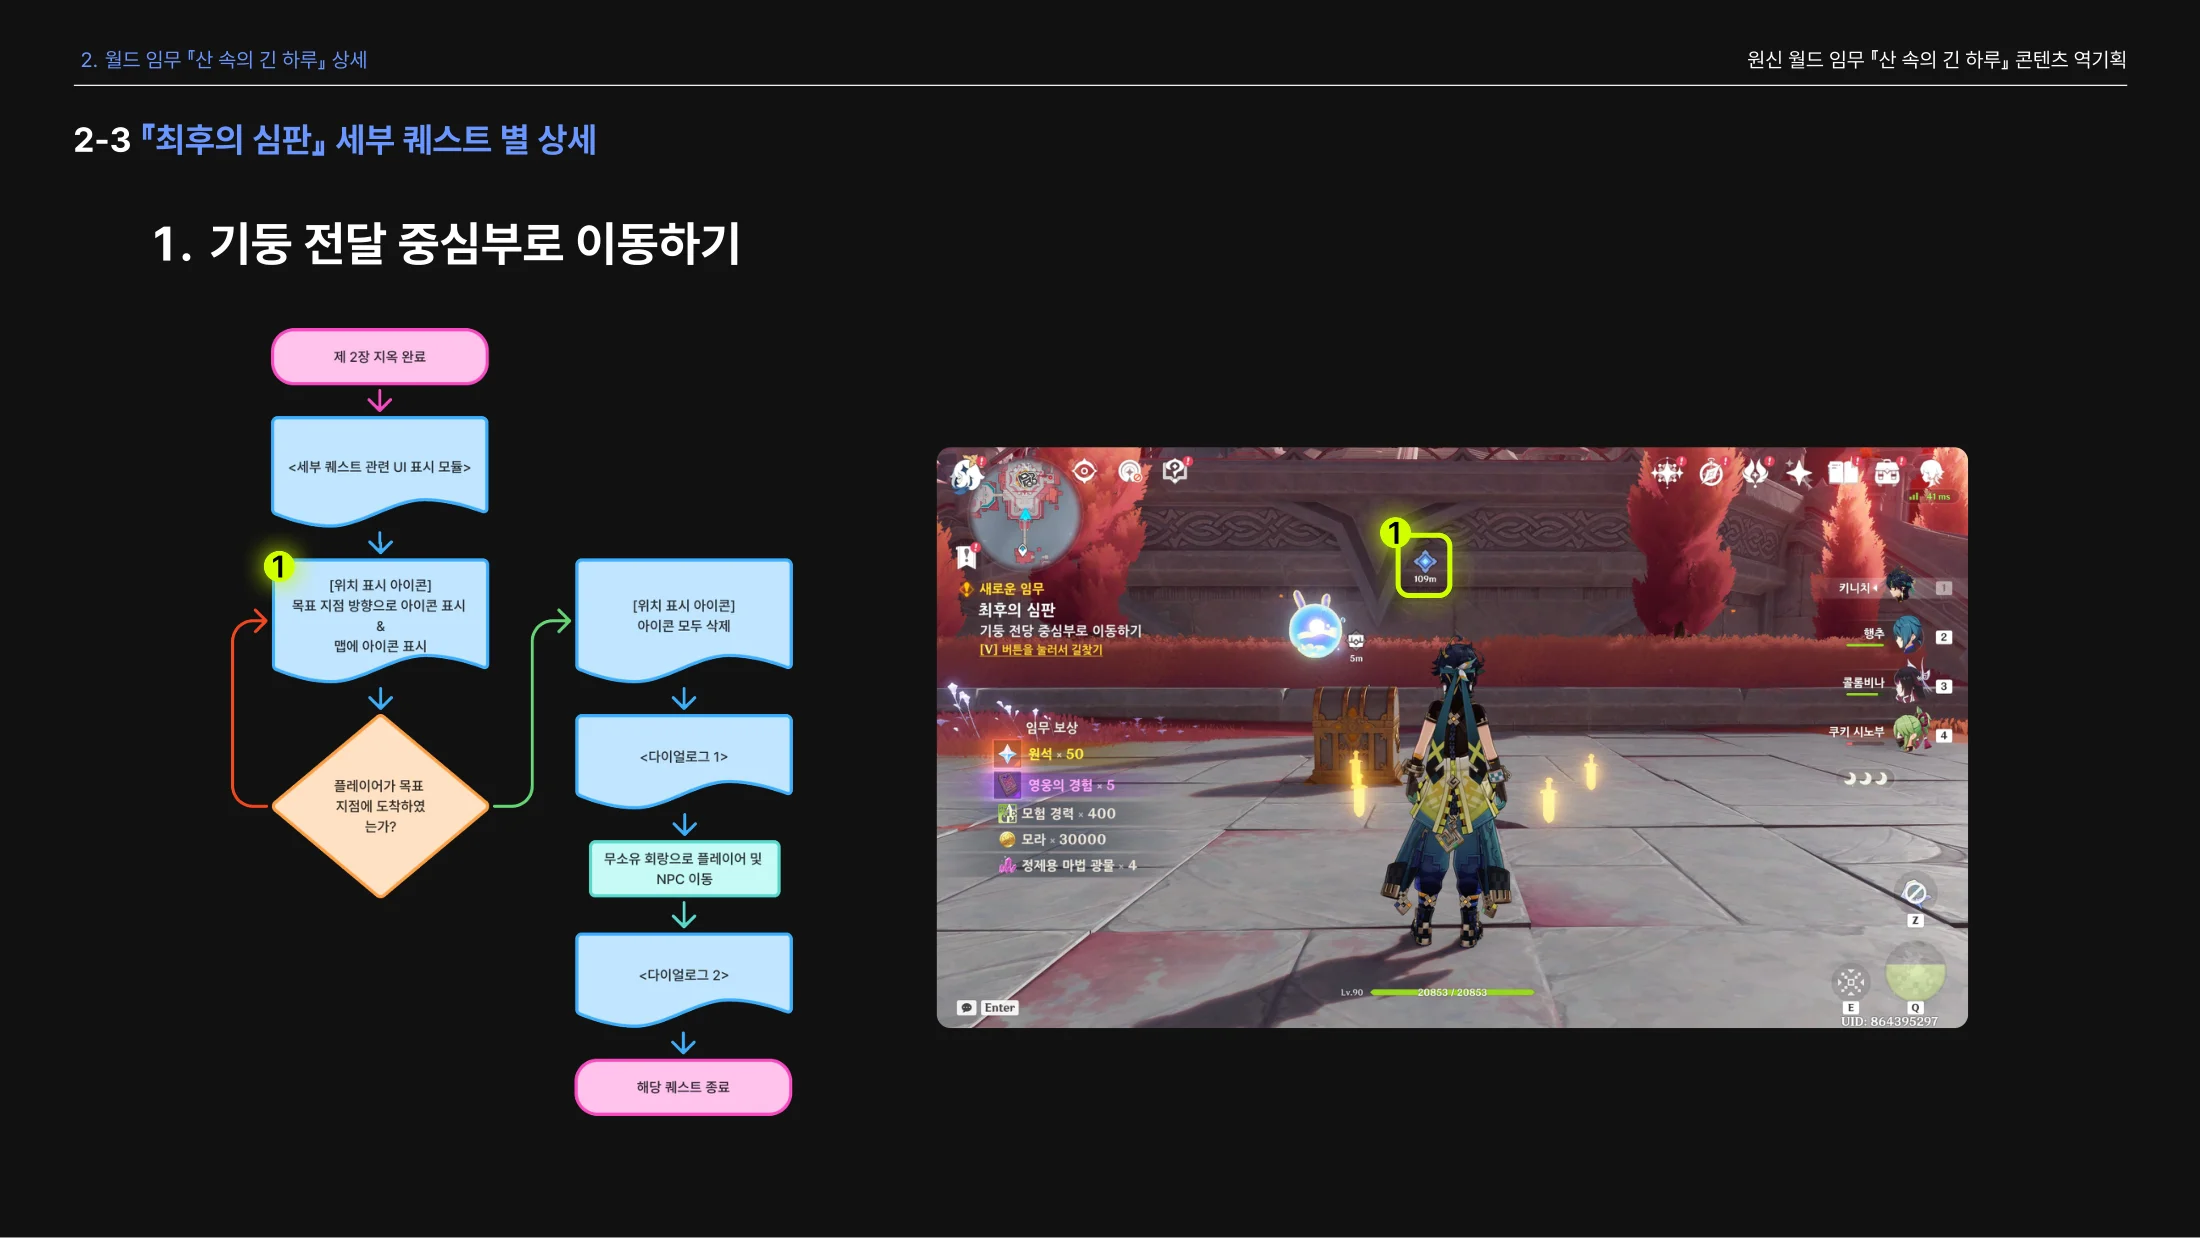 2. 월드 임무 『산 속의 긴 하루』 상세
원신 월드 임무 『산 속의 긴 하루』 콘텐츠 역기획
2-3 『최후의 심판』 세부 퀘스트 별 상세
1. 기둥 전달 중심부로 이동하기
제 2장 지옥 완료
<세부 퀘스트 관련 UI 표시 모듈>
1
[위치 표시 아이콘]
목표 지점 방향으로 아이콘 표시
&
맵에 아이콘 표시
플레이어가 목표
지점에 도착하였
는가?
[위치 표시 아이콘]
아이콘 모두 삭제
<다이얼로그 1>
무소유 회랑으로 플레이어 및
NPC 이동
<다이얼로그 2>
해당 퀘스트 종료
41 ms
1
109m
새로운 임무
최후의 심판
기둥 전당 중심부로 이동하기
[V] 버튼을 눌러서 길찾기
5m
임무 보상
원석 × 50
영웅의 경험 × 5
모험 경력 × 400
모라 × 30000
정제용 마법 광물 × 4
키니치 1
행추 2
콜롬비나 3
쿠키 시노부 4
Z
E
Q
Lv.90
20853 / 20853
Enter
UID: 864395297